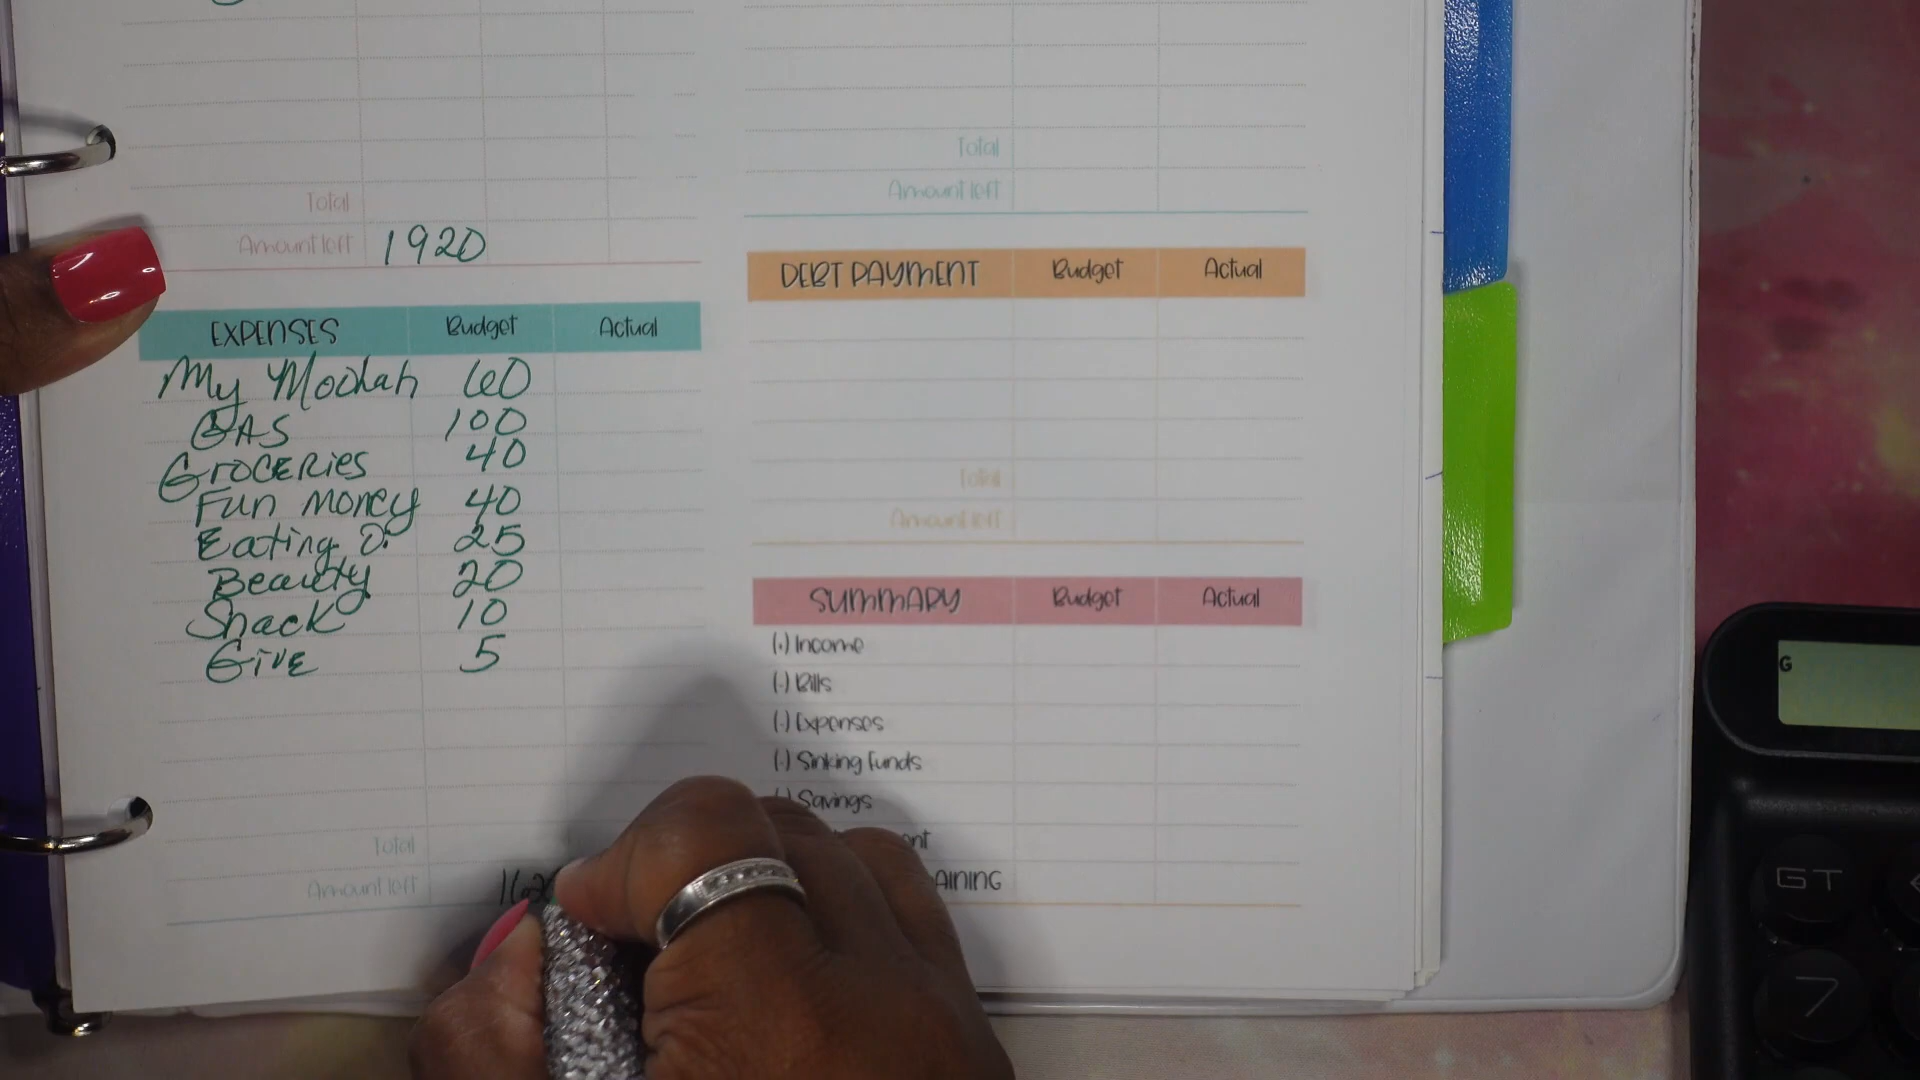 Total
Amount left 1920
EXPENSES Budget Actual
My Moolah 60
GAS 100
Groceries 40
Fun money 40
Eating O. 25
Beauty 20
Snack 10
Give 5
Total
Amount left
Total
Amount left
DEBT PAYMENT Budget Actual
Total
Amount left
SUMMARY Budget Actual
(+) Income
(-) Bills
(-) Expenses
(-) Sinking Funds
(-) Savings
G
GT
7